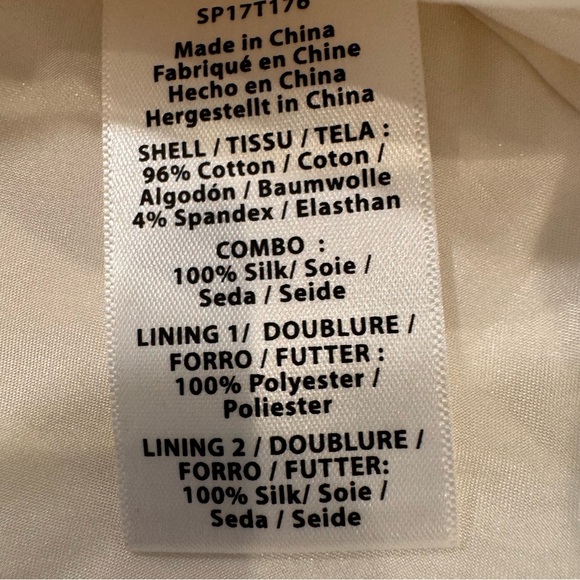 SP17T176
Made in China
Fabriqué en Chine
Hecho en China
Hergestellt in China
SHELL / TISSU / TELA :
96% Cotton / Coton /
Algodón / Baumwolle
4% Spandex / Elasthan
COMBO :
100% Silk/ Soie /
Seda / Seide
LINING 1/ DOUBLURE /
FORRO / FUTTER :
100% Polyester /
Poliester
LINING 2 / DOUBLURE /
FORRO / FUTTER:
100% Silk/ Soie /
Seda / Seide